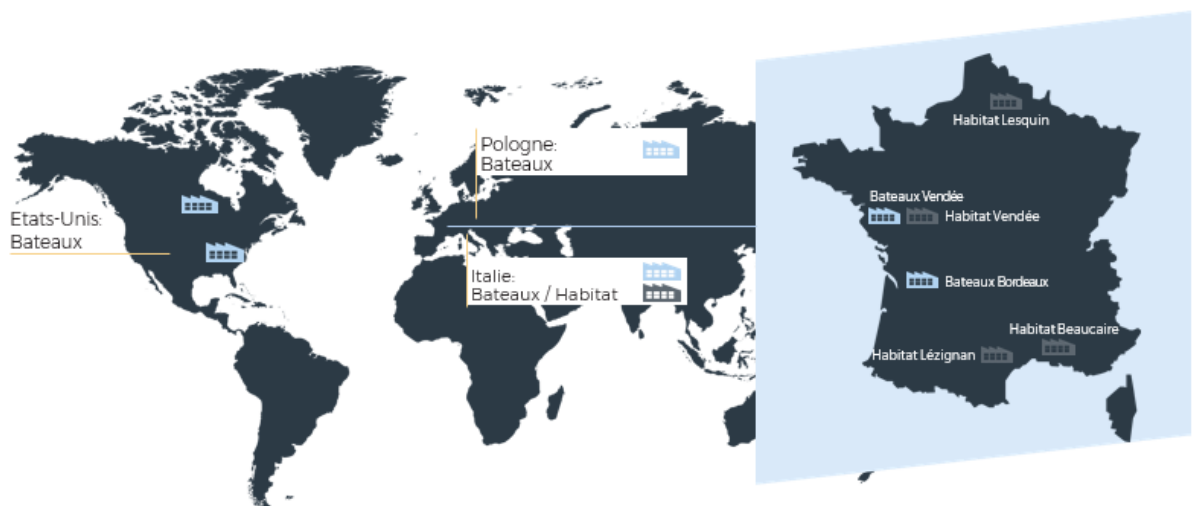 Etats-Unis:
Bateaux
Pologne:
Bateaux
Italie:
Bateaux / Habitat
Habitat Lesquin
Bateaux Vendée
Habitat Vendée
Bateaux Bordeaux
Habitat Beaucaire
Habitat Lézignan